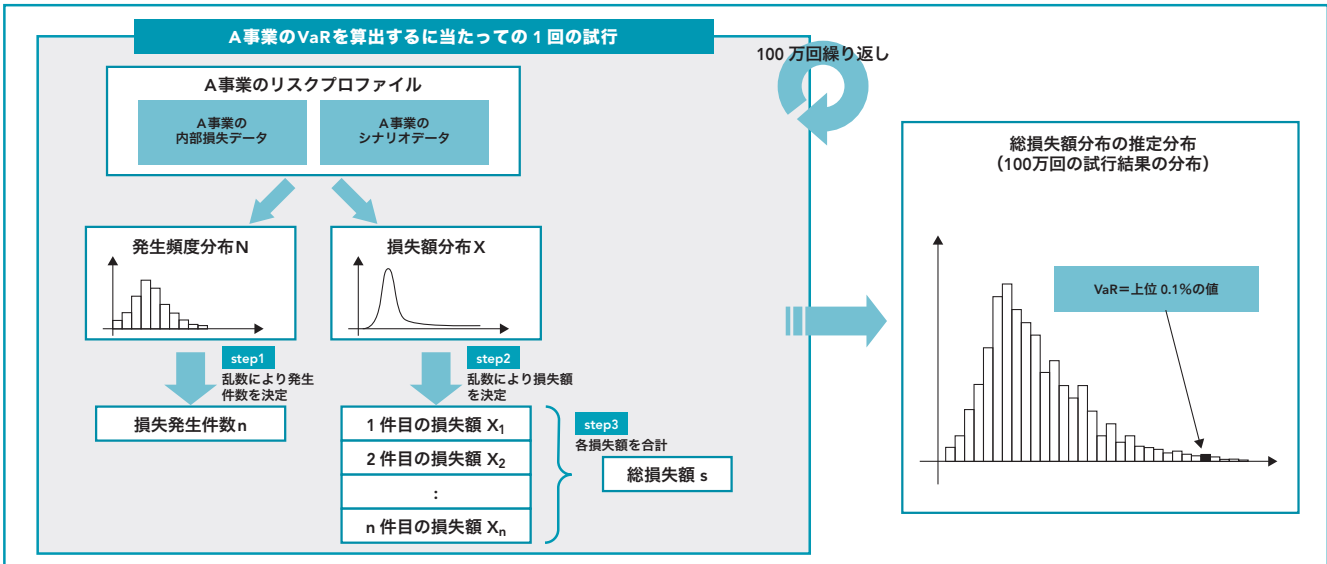 A事業のVaRを算出するに当たっての1回の試行
100 万回繰り返し
A事業のリスクプロファイル
A事業の
内部損失データ
A事業の
シナリオデータ
発生頻度分布N
損失額分布X
step1
乱数により発生
件数を決定
step2
乱数により損失額
を決定
損失発生件数n
1 件目の損失額 X₁
2 件目の損失額 X₂
:
n 件目の損失額 Xₙ
step3
各損失額を合計
総損失額 s
総損失額分布の推定分布
（100万回の試行結果の分布）
VaR＝上位 0.1%の値